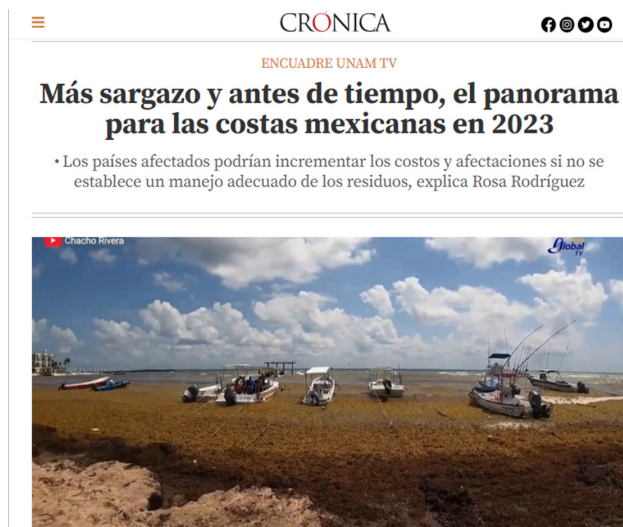 CRÓNICA
ENCUADRE UNAM TV
Más sargazo y antes de tiempo, el panorama
para las costas mexicanas en 2023
• Los países afectados podrían incrementar los costos y afectaciones si no se
establece un manejo adecuado de los residuos, explica Rosa Rodríguez
Chacho Rivera
Global
TV